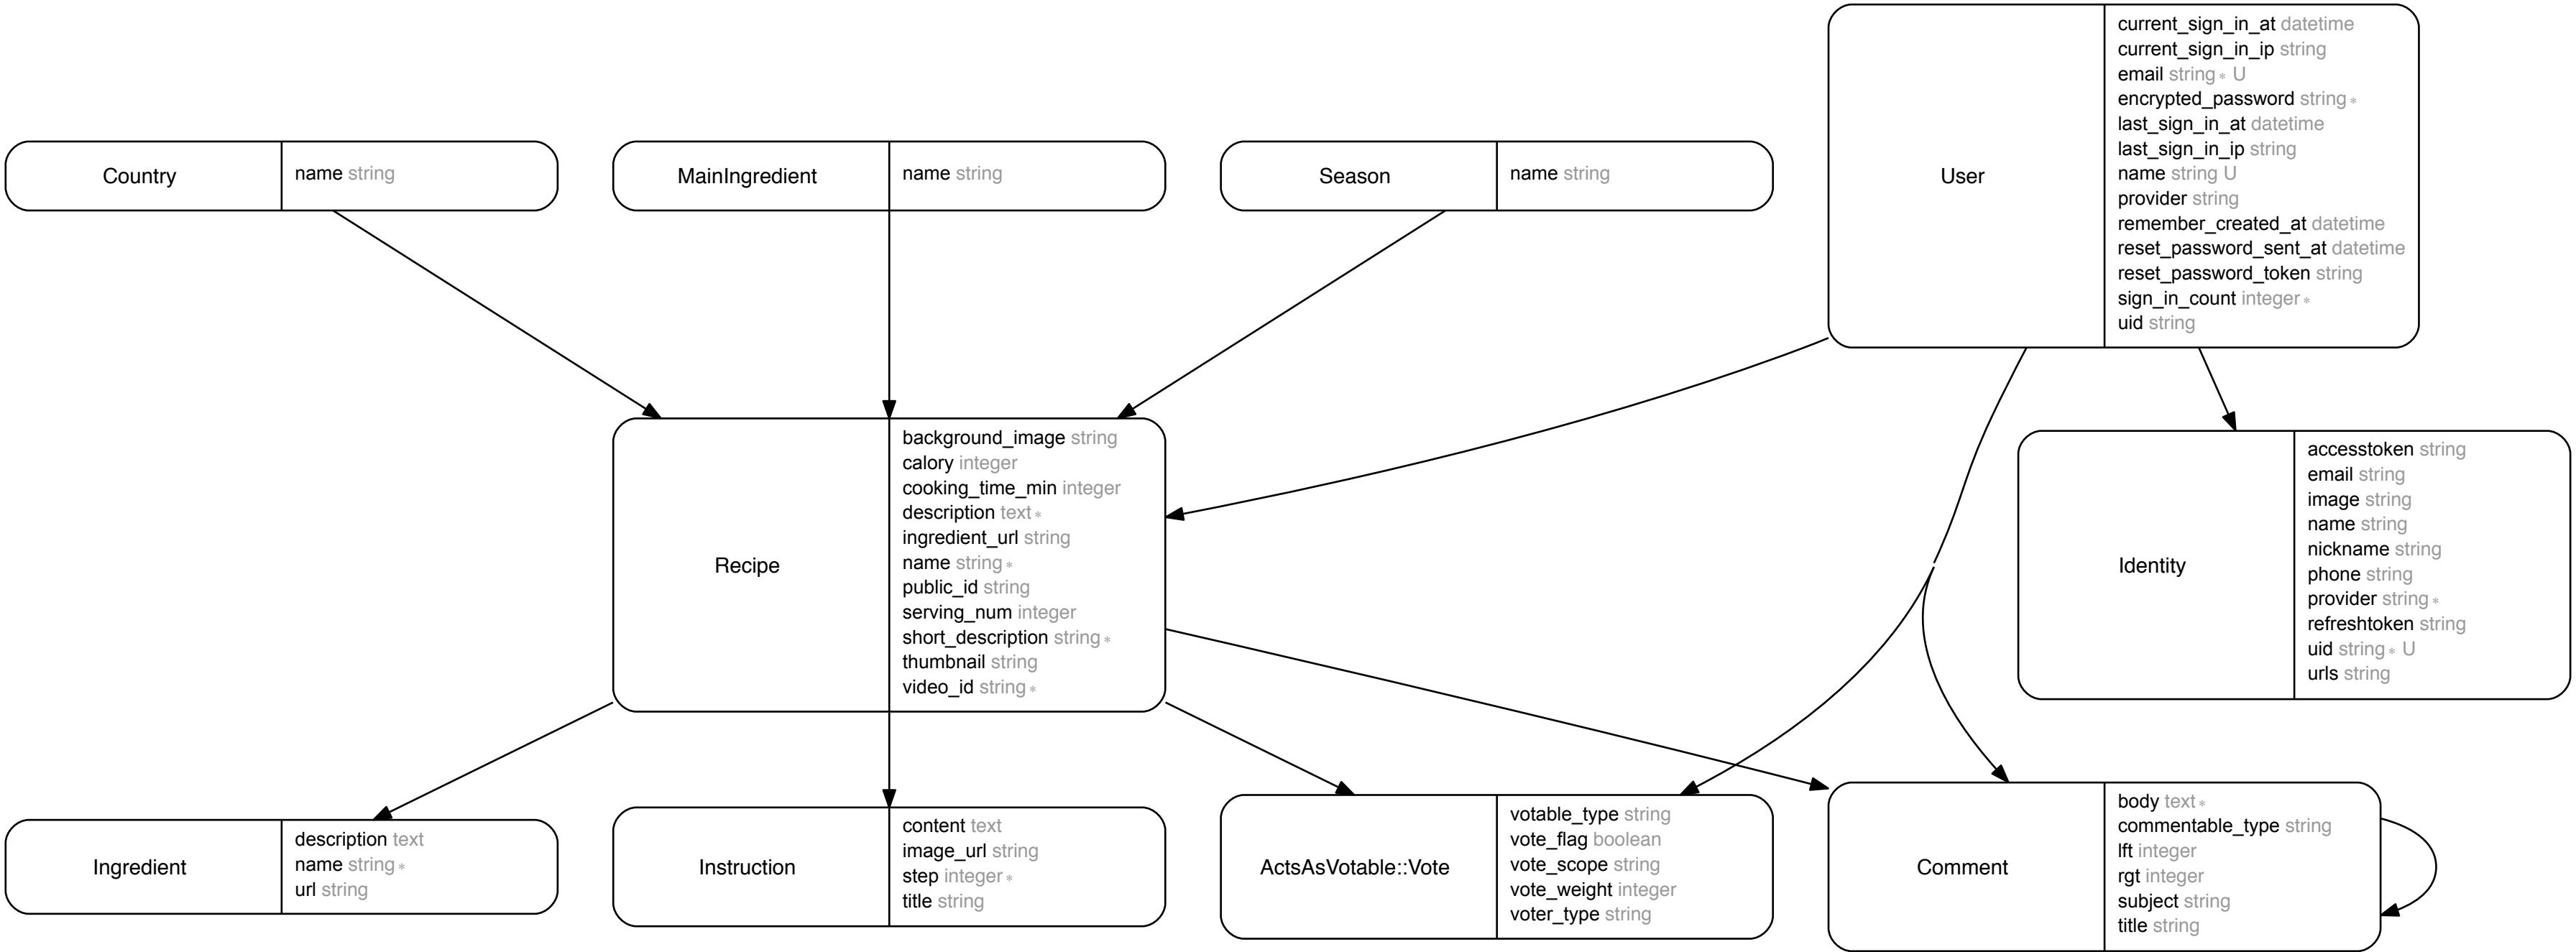 Country
name string
MainIngredient
name string
Season
name string
User
current_sign_in_at datetime
current_sign_in_ip string
email string * U
encrypted_password string *
last_sign_in_at datetime
last_sign_in_ip string
name string U
provider string
remember_created_at datetime
reset_password_sent_at datetime
reset_password_token string
sign_in_count integer *
uid string
Recipe
background_image string
calory integer
cooking_time_min integer
description text *
ingredient_url string
name string *
public_id string
serving_num integer
short_description string *
thumbnail string
video_id string *
Identity
accesstoken string
email string
image string
name string
nickname string
phone string
provider string *
refreshtoken string
uid string * U
urls string
Ingredient
description text
name string *
url string
Instruction
content text
image_url string
step integer *
title string
ActsAsVotable::Vote
votable_type string
vote_flag boolean
vote_scope string
vote_weight integer
voter_type string
Comment
body text *
commentable_type string
lft integer
rgt integer
subject string
title string